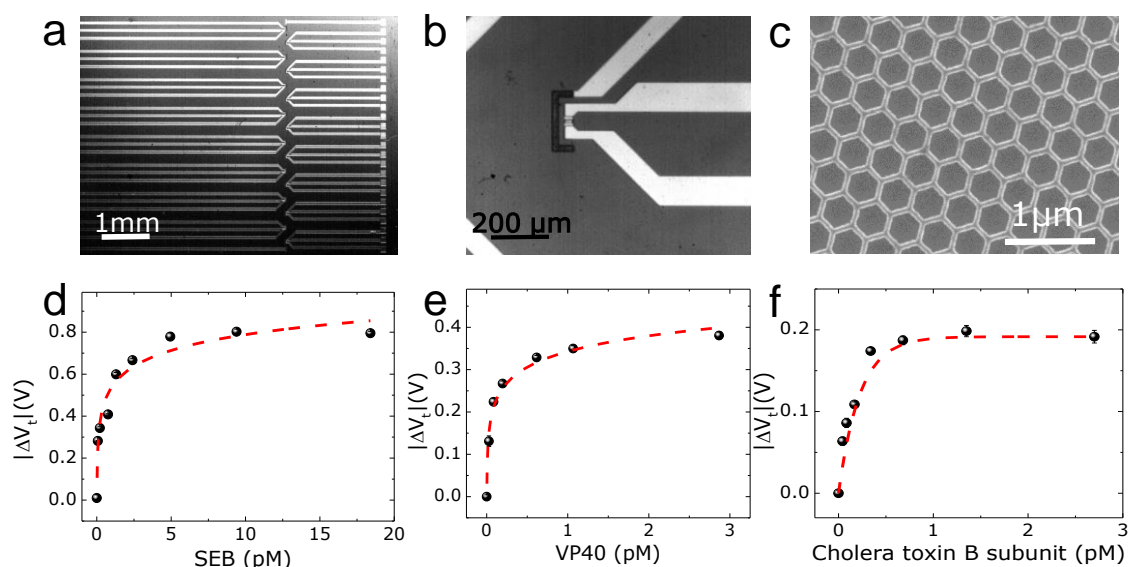 a
b
c
1mm
200 µm
1µm
d
e
f
|ΔVt|(V)
0.8
0.6
0.4
0.2
0.0
0
5
10
15
20
SEB (pM)
|ΔVt|(V)
0.4
0.3
0.2
0.1
0.0
0
1
2
3
VP40 (pM)
|ΔVt|(V)
0.2
0.1
0.0
0
1
2
3
Cholera toxin B subunit (pM)